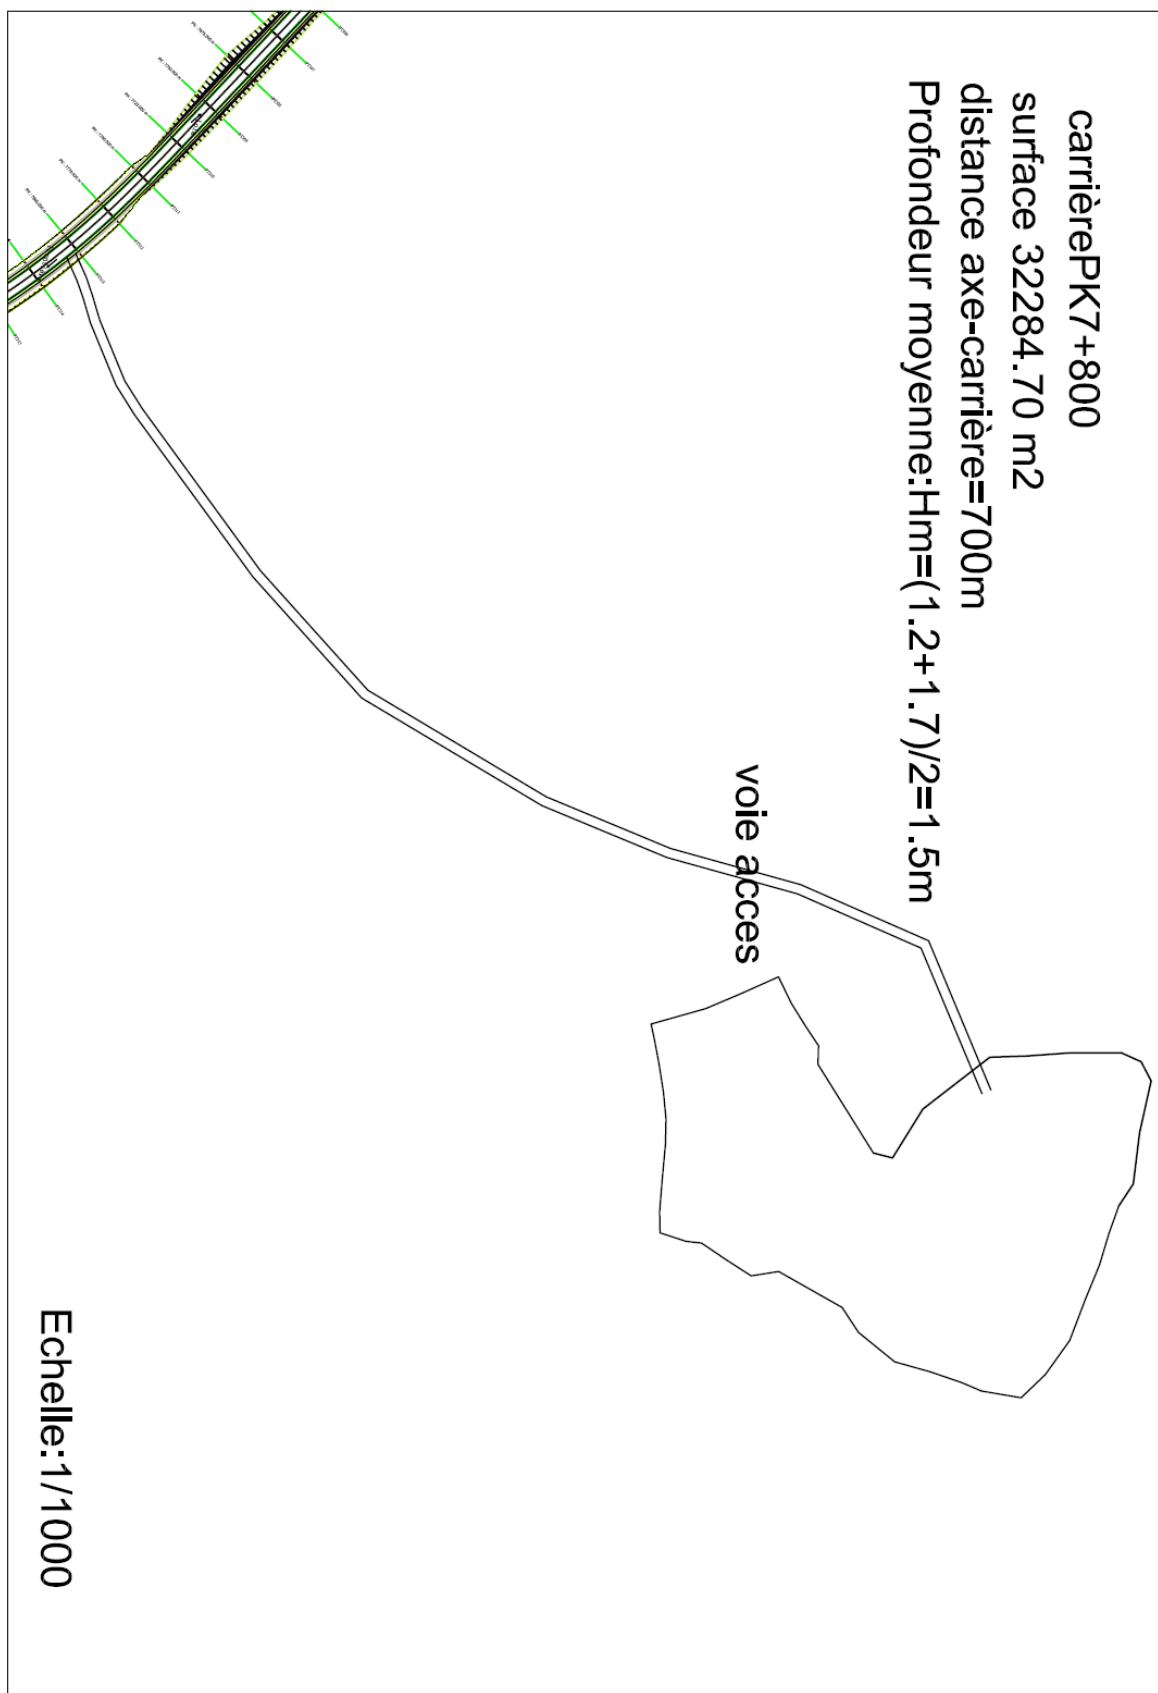 carrièrePK7+800
surface 32284.70 m2
distance axe-carrière=700m
Profondeur moyenne:Hm=(1.2+1.7)/2=1.5m
voie acces
Echelle:1/1000